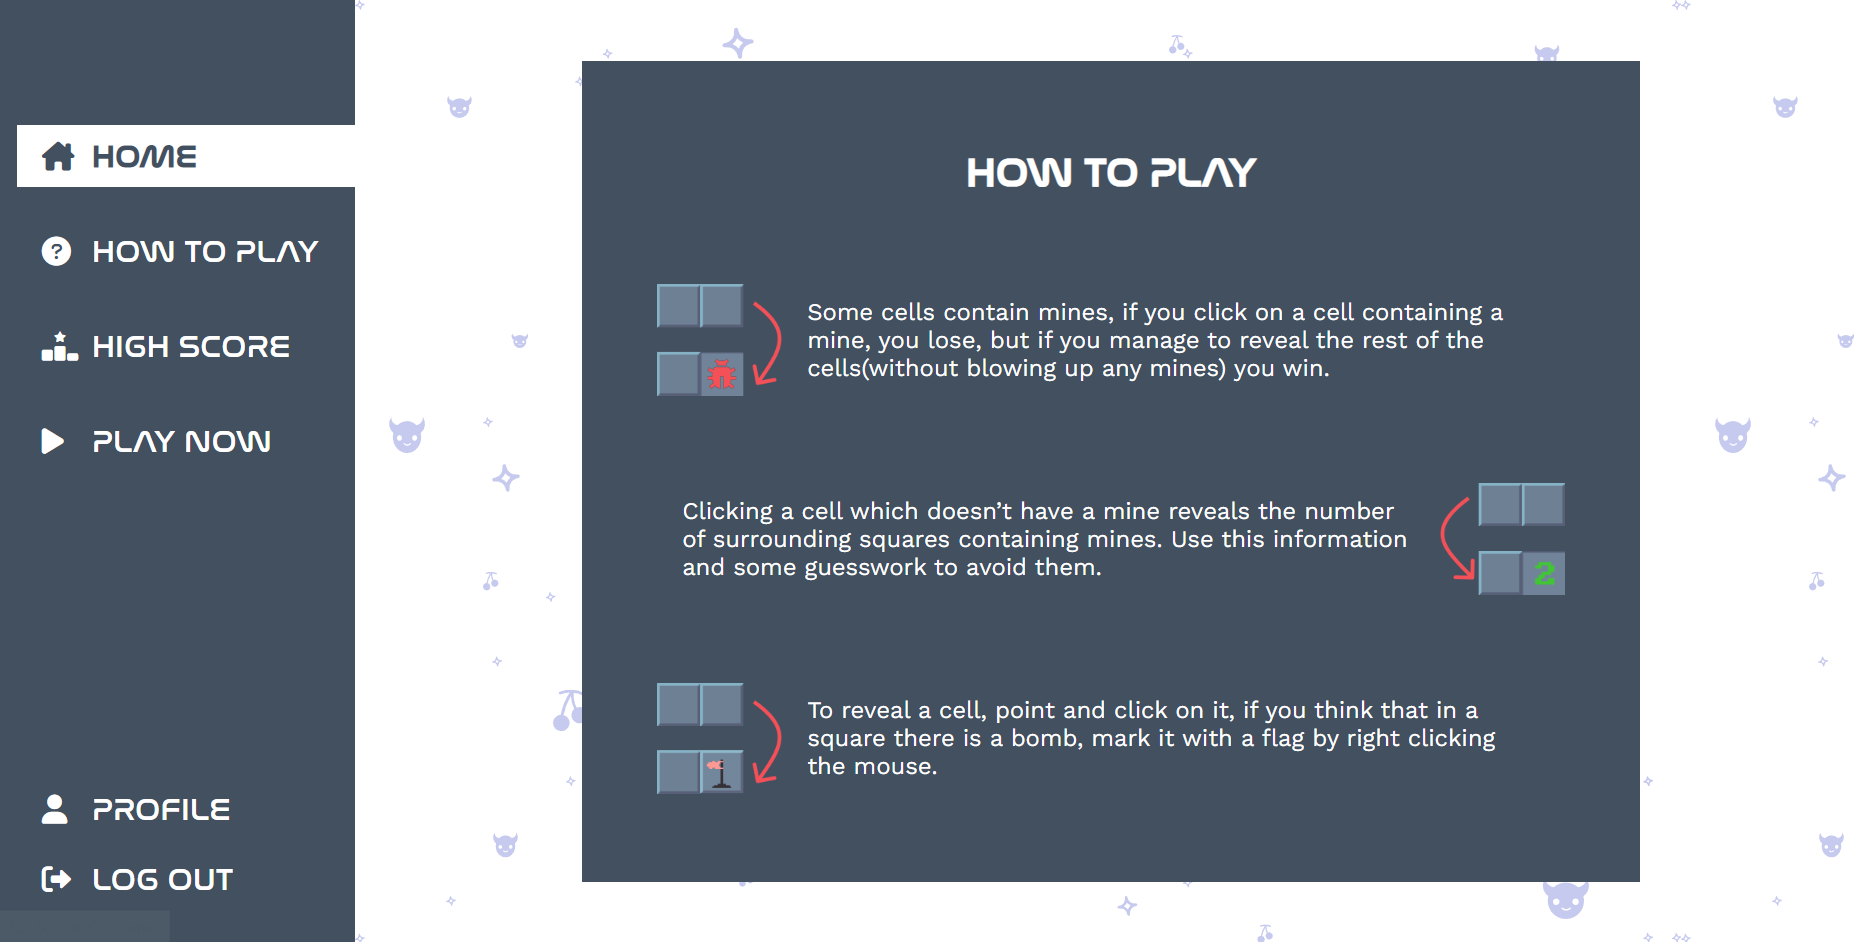 HOME
HOW TO PLAY
HIGH SCORE
PLAY NOW
PROFILE
LOG OUT
HOW TO PLAY
Some cells contain mines, if you click on a cell containing a
mine, you lose, but if you manage to reveal the rest of the
cells(without blowing up any mines) you win.
Clicking a cell which doesn’t have a mine reveals the number
of surrounding squares containing mines. Use this information
and some guesswork to avoid them.
2
To reveal a cell, point and click on it, if you think that in a
square there is a bomb, mark it with a flag by right clicking
the mouse.